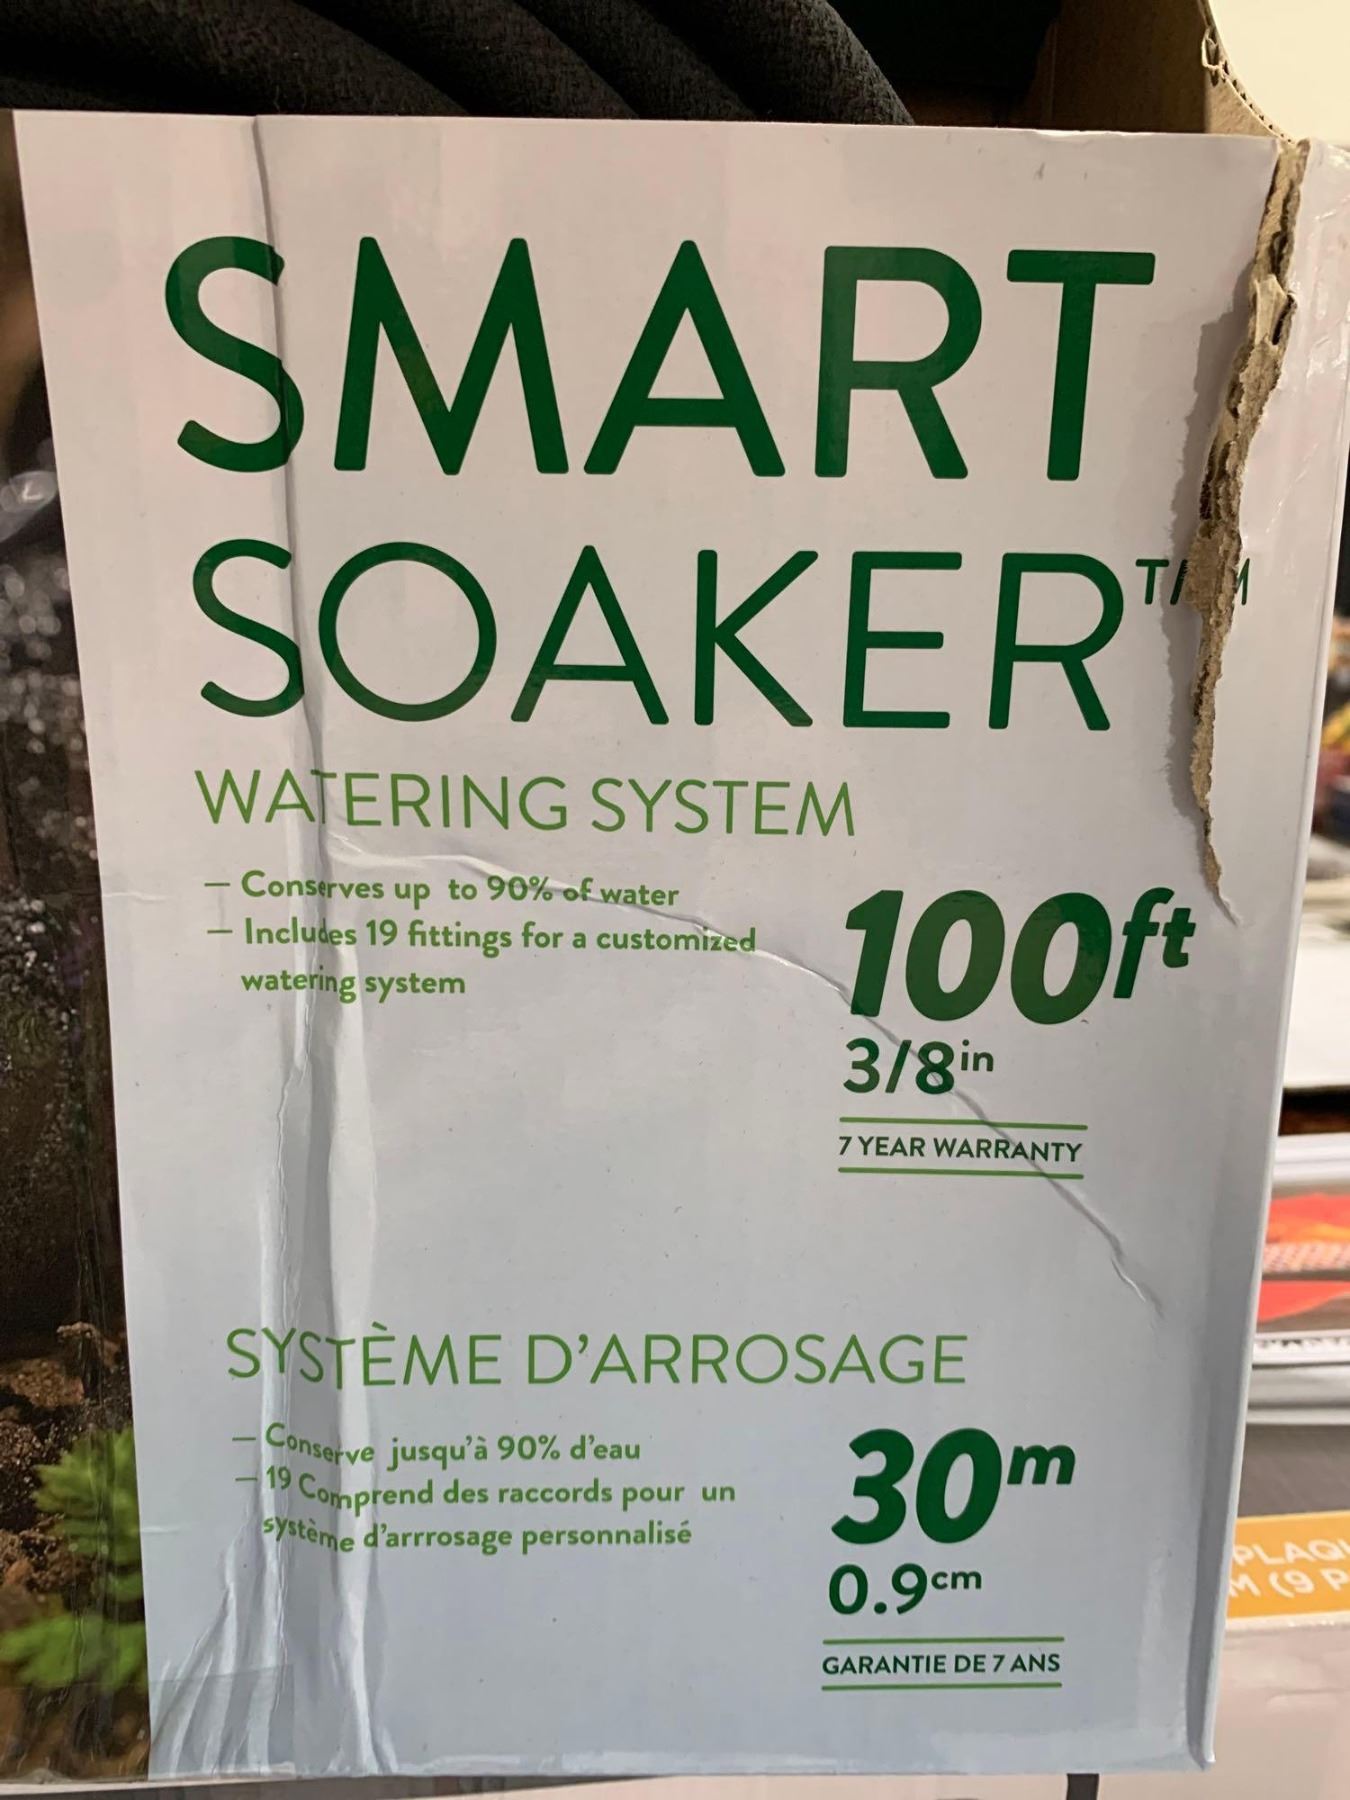 SMART
SOAKER™
WATERING SYSTEM
– Conserves up to 90% of water
– Includes 19 fittings for a customized
watering system
100ft
3/8in
7 YEAR WARRANTY
SYSTÈME D'ARROSAGE
– Conserve jusqu'à 90% d'eau
– 19 Comprend des raccords pour un
système d'arrrosage personnalisé
30m
0.9cm
GARANTIE DE 7 ANS